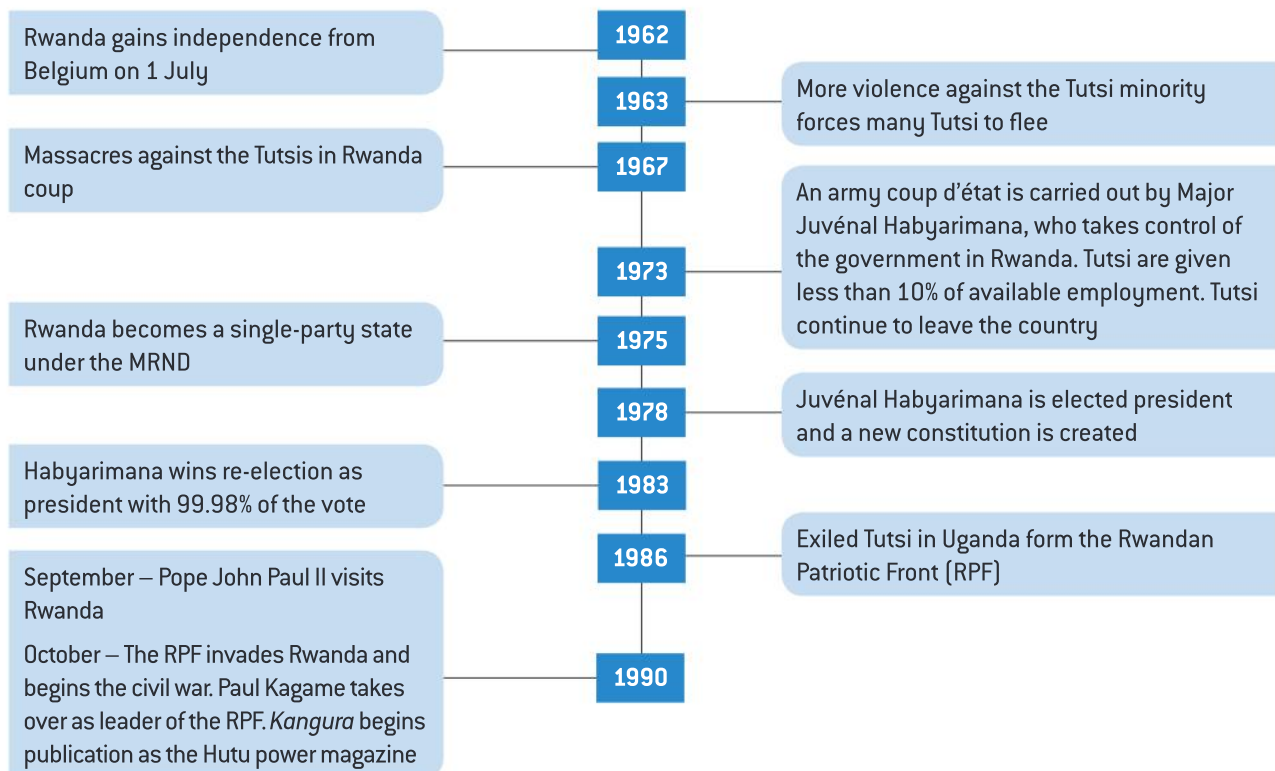 Rwanda gains independence from
Belgium on 1 July
1962
1963
More violence against the Tutsi minority
forces many Tutsi to flee
Massacres against the Tutsis in Rwanda
coup
1967
An army coup d’état is carried out by Major
Juvénal Habyarimana, who takes control of
the government in Rwanda. Tutsi are given
less than 10% of available employment. Tutsi
continue to leave the country
1973
Rwanda becomes a single-party state
under the MRND
1975
1978
Juvénal Habyarimana is elected president
and a new constitution is created
Habyarimana wins re-election as
president with 99.98% of the vote
1983
1986
Exiled Tutsi in Uganda form the Rwandan
Patriotic Front (RPF)
September – Pope John Paul II visits
Rwanda
October – The RPF invades Rwanda and
begins the civil war. Paul Kagame takes
over as leader of the RPF. Kangura begins
publication as the Hutu power magazine
1990